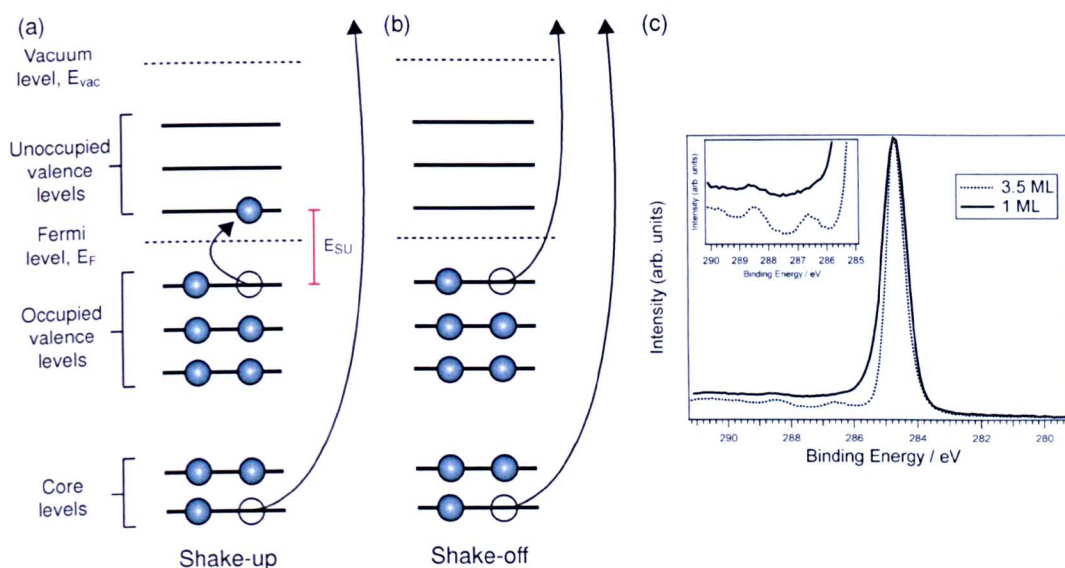 (a)
Vacuum
level, Evac
Unoccupied
valence
levels
Fermi
level, EF
Occupied
valence
levels
Core
levels
ESU
Shake-up
(b)
Shake-off
(c)
Intensity (arb. units)
290 289 288 287 286 285
Binding Energy / eV
3.5 ML
1 ML
Intensity (arb. units)
290 288 286 284 282 280
Binding Energy / eV